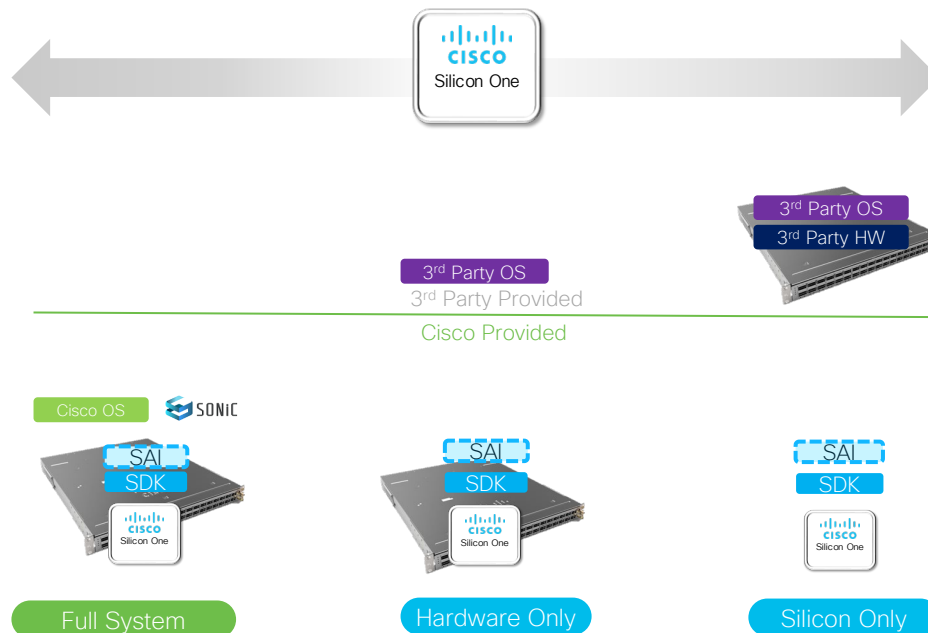 CISCO
Silicon One
3rd Party OS
3rd Party HW
3rd Party OS
3rd Party Provided
Cisco Provided
Cisco OS
SONiC
SAI
SDK
CISCO
Silicon One
SAI
SDK
CISCO
Silicon One
SAI
SDK
CISCO
Silicon One
Full System
Hardware Only
Silicon Only